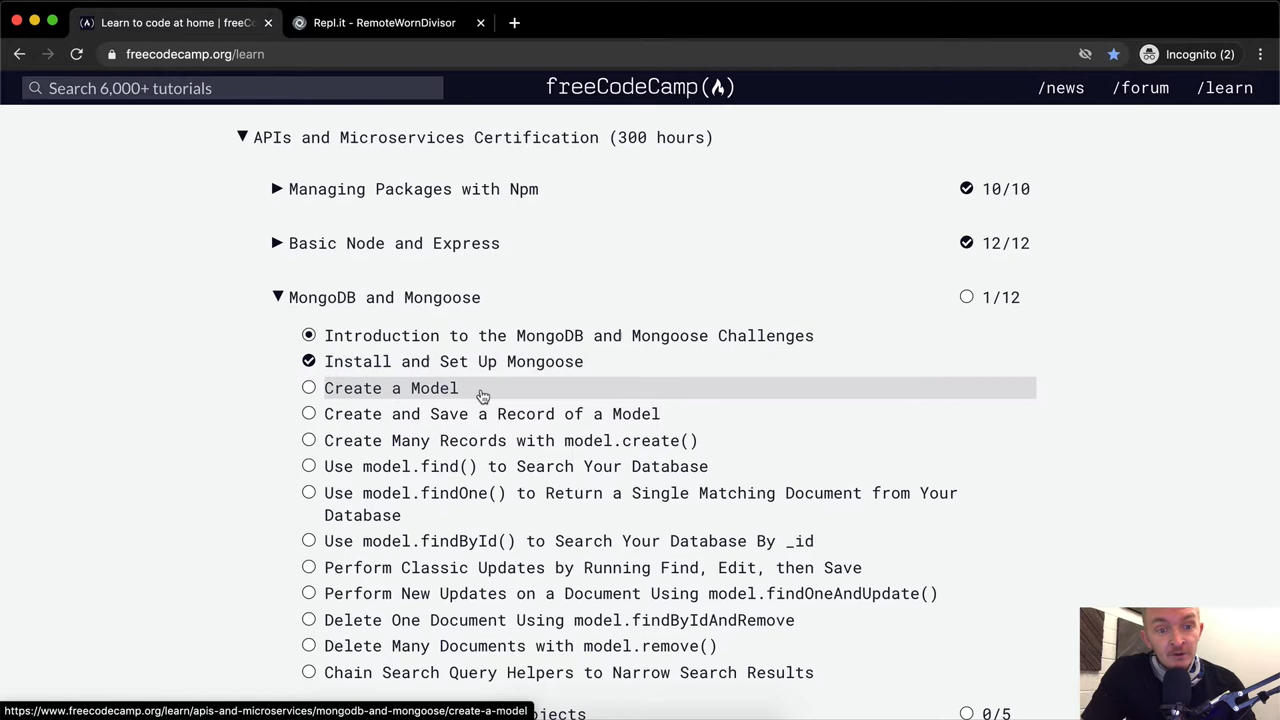 Learn to code at home | freeC
Repl.it - RemoteWornDivisor
freecodecamp.org/learn
Incognito (2)
Search 6,000+ tutorials
freeCodeCamp
/news
/forum
/learn
APIs and Microservices Certification (300 hours)
Managing Packages with Npm
10/10
Basic Node and Express
12/12
MongoDB and Mongoose
1/12
Introduction to the MongoDB and Mongoose Challenges
Install and Set Up Mongoose
Create a Model
Create and Save a Record of a Model
Create Many Records with model.create()
Use model.find() to Search Your Database
Use model.findOne() to Return a Single Matching Document from Your
Database
Use model.findById() to Search Your Database By _id
Perform Classic Updates by Running Find, Edit, then Save
Perform New Updates on a Document Using model.findOneAndUpdate()
Delete One Document Using model.findByIdAndRemove
Delete Many Documents with model.remove()
Chain Search Query Helpers to Narrow Search Results
https://www.freecodecamp.org/learn/apis-and-microservices/mongodb-and-mongoose/create-a-model
0/5